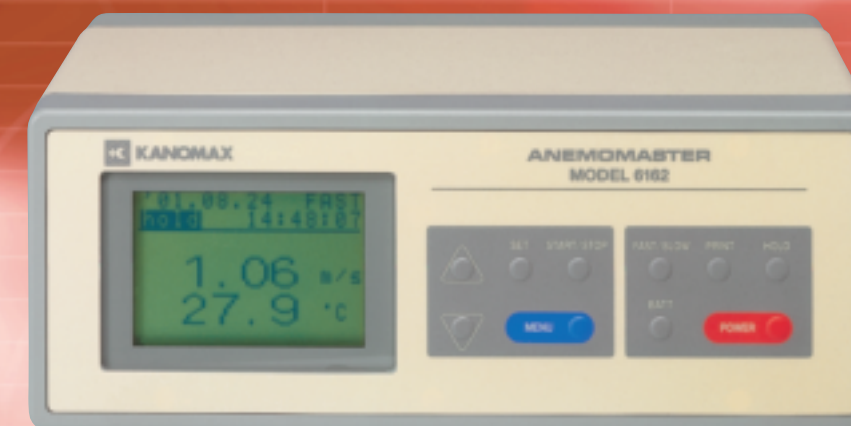 KANOMAX
ANEMOMASTER
MODEL 6162
'01.08.24 FAST
hold 14:48:07
1.06 m/s
27.9 °C
SET START/STOP
FAST/SLOW PRINT HOLD
BATT
MENU
POWER